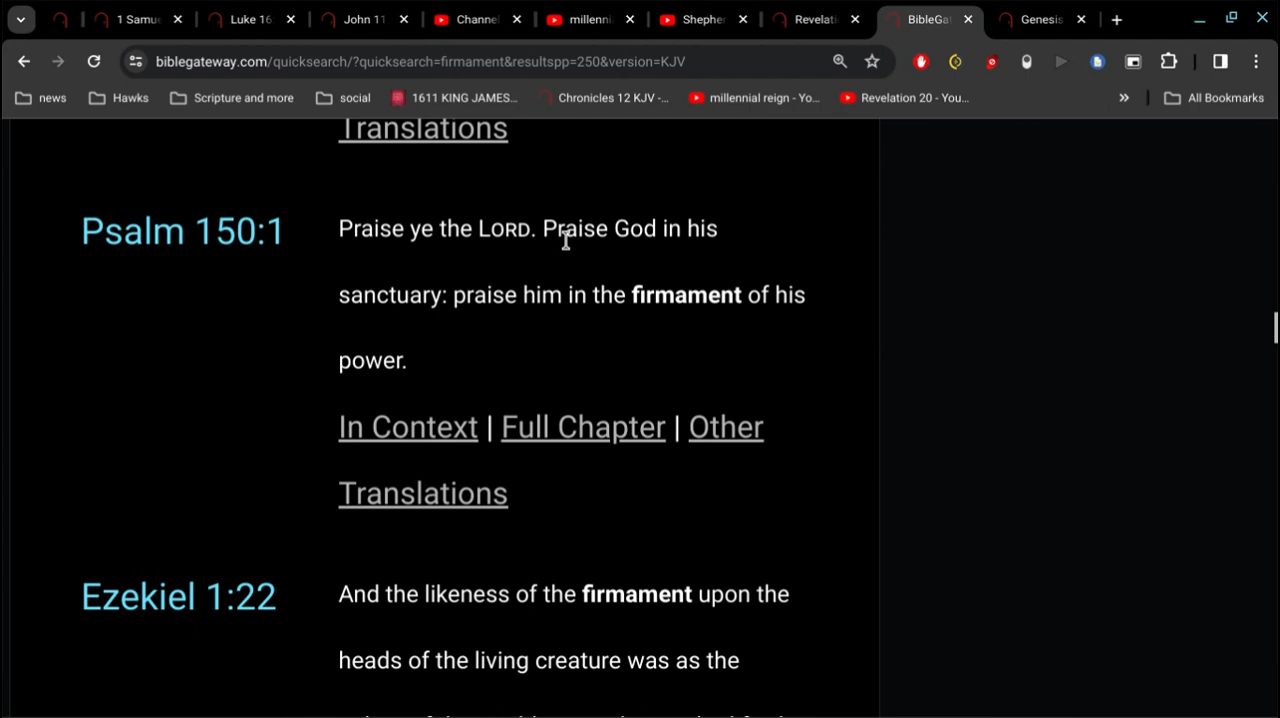 1 Samu
Luke 16
John 11
Channel
millenni
Shepher
Revelati
BibleGa
Genesis
biblegateway.com/quicksearch/?quicksearch=firmament&resultspp=250&version=KJV
news
Hawks
Scripture and more
social
1611 KING JAMES...
Chronicles 12 KJV -...
millennial reign - Yo...
Revelation 20 - You...
»
All Bookmarks
Translations
Psalm 150:1
Praise ye the LORD. Praise God in his
sanctuary: praise him in the firmament of his
power.
In Context | Full Chapter | Other
Translations
Ezekiel 1:22
And the likeness of the firmament upon the
heads of the living creature was as the